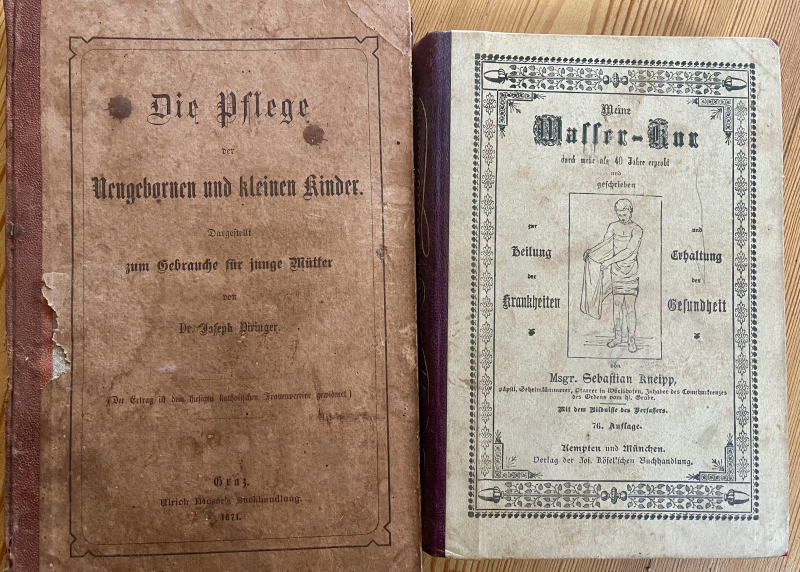 Die Pflege
der
Neugebornen und kleinen Kinder.
Dargestellt
zum Gebrauche für junge Mütter
von
Dr. Joseph Piringer.
(Der Ertrag ist dem hiesigen katholischen Frauenverein gewidmet.)
Graz.
Ulrich Moser's Buchhandlung.
1871.
Meine
Wasser-Kur
durch mehr als 40 Jahre erprobt
und
geschrieben
zur
Heilung
der
Krankheiten
und
Erhaltung
der
Gesundheit
von
Msgr. Sebastian Kneipp,
päpstl. Geheimkämmerer, Pfarrer in Wörishofen, Inhaber des Comthurkreuzes
des Ordens vom hl. Grabe.
Mit dem Bildnisse des Verfassers.
76. Auflage.
Kempten und München.
Verlag der Jos. Kösel'schen Buchhandlung.